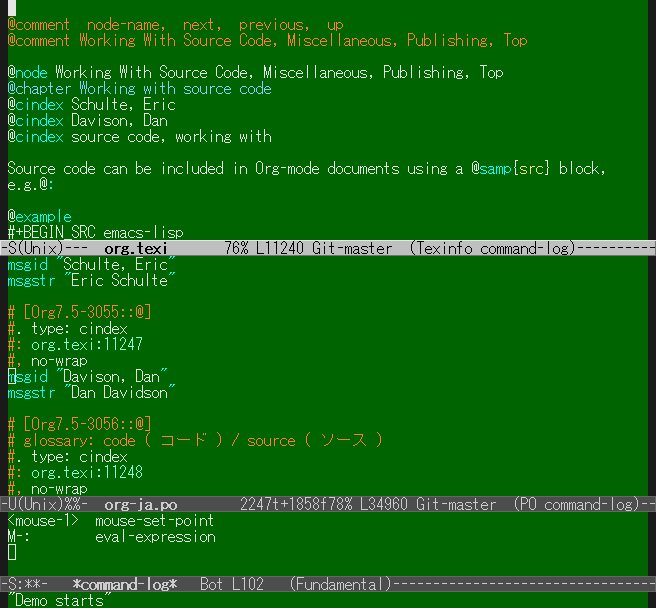 @comment  node-name,  next,  previous,  up
@comment Working With Source Code, Miscellaneous, Publishing, Top
@node Working With Source Code, Miscellaneous, Publishing, Top
@chapter Working with source code
@cindex Schulte, Eric
@cindex Davison, Dan
@cindex source code, working with
Source code can be included in Org-mode documents using a @samp{src} block,
e.g.@:
@example
#+BEGIN_SRC emacs-lisp
-S(Unix)---  org.texi       76% L11240 Git-master  (Texinfo command-log)----------
msgid "Schulte, Eric"
msgstr "Eric Schulte"
# [Org7.5-3055::@]
#. type: cindex
#: org.texi:11247
#, no-wrap
msgid "Davison, Dan"
msgstr "Dan Davidson"
# [Org7.5-3056::@]
# glossary: code ( コード ) / source ( ソース )
#. type: cindex
#: org.texi:11248
#, no-wrap
-U(Unix)%%-  org-ja.po        2247t+1858f78% L34960 Git-master  (PO command-log)--
<mouse-1>  mouse-set-point
M-:        eval-expression
-S:**-   *command-log*   Bot L102   (Fundamental)---------------------------------
"Demo starts"